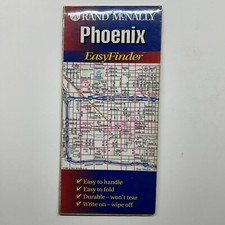 RAND McNALLY
Phoenix
EasyFinder
✔ Easy to handle
✔ Easy to fold
✔ Durable – won't tear
✔ Write on – wipe off